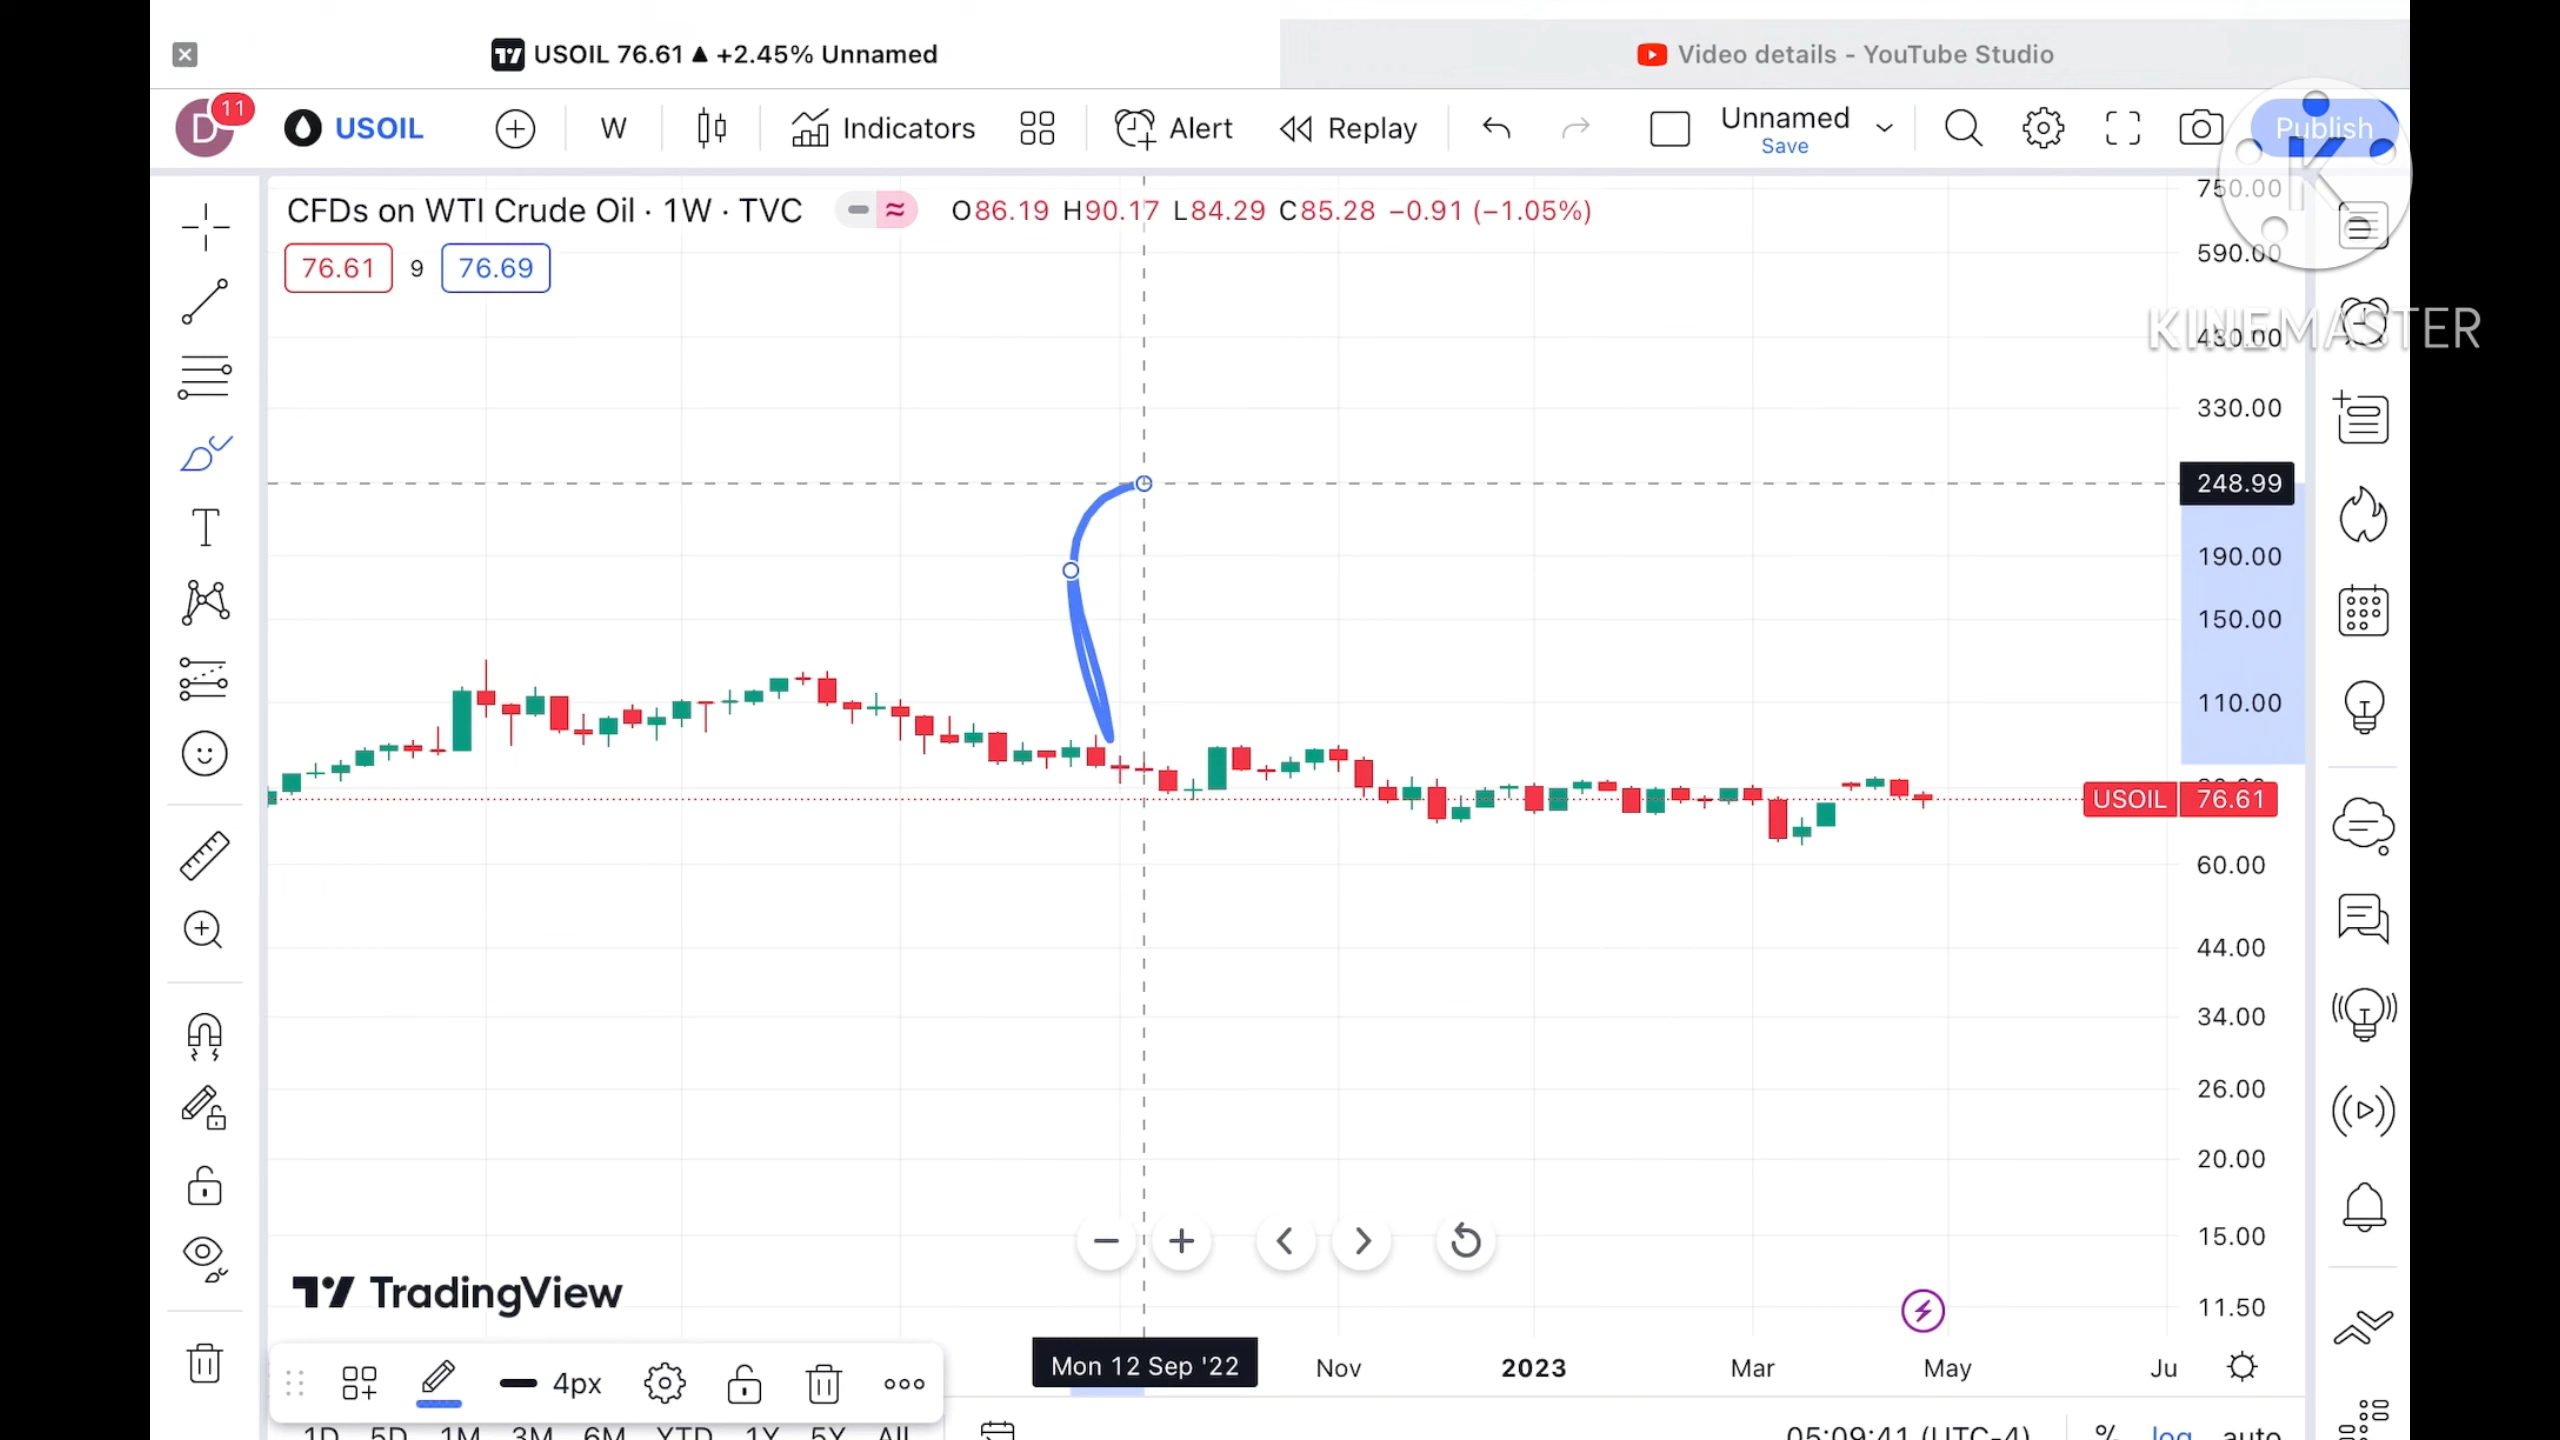 USOIL 76.61 ▲ +2.45% Unnamed
Video details - YouTube Studio
D 11
USOIL
W
Indicators
Alert
Replay
Unnamed
Save
Publish
CFDs on WTI Crude Oil · 1W · TVC
O86.19 H90.17 L84.29 C85.28 −0.91 (−1.05%)
76.61 9 76.69
750.00
590.00
KINEMASTER
430.00
330.00
248.99
190.00
150.00
110.00
USOIL 76.61
60.00
44.00
34.00
26.00
20.00
15.00
11.50
TradingView
Mon 12 Sep '22
Nov 2023 Mar May Ju
4px
1D 5D 1M 3M 6M YTD 1Y 5Y All
05:09:41 (UTC-4) % log auto